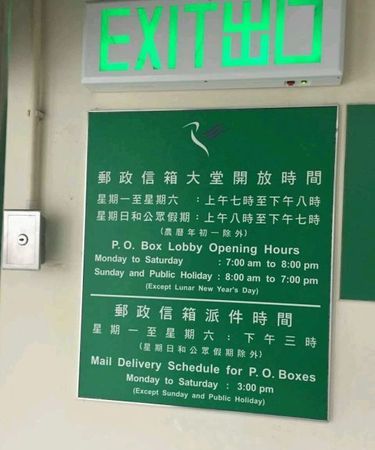 EXIT出口
郵政信箱大堂開放時間
星期一至星期六 : 上午七時至下午八時
星期日和公眾假期 : 上午八時至下午七時
(農曆年初一除外)
P.O. Box Lobby Opening Hours
Monday to Saturday : 7:00 am to 8:00 pm
Sunday and Public Holiday : 8:00 am to 7:00 pm
(Except Lunar New Year's Day)
郵政信箱派件時間
星期一至星期六 : 下午三時
(星期日和公眾假期除外)
Mail Delivery Schedule for P.O. Boxes
Monday to Saturday : 3:00 pm
(Except Sunday and Public Holiday)